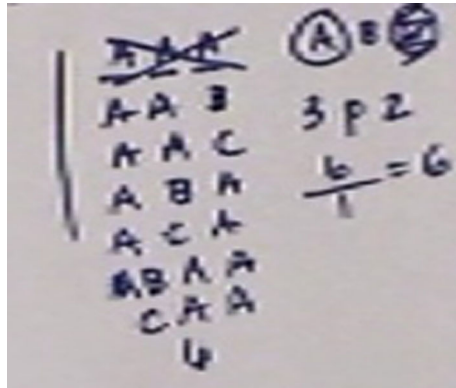 A A A
A A B
A A C
A B A
A C A
B A A
C A A
6
A B
3 P 2
6/1 = 6